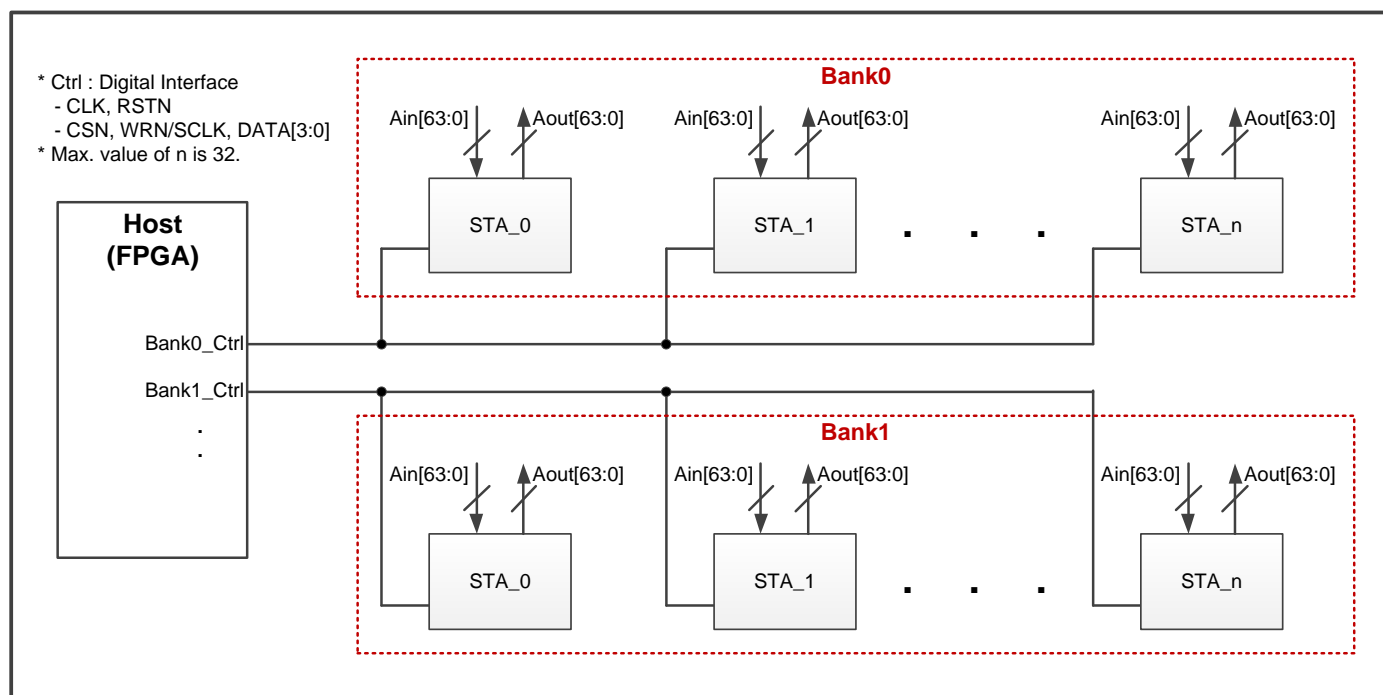 * Ctrl : Digital Interface
- CLK, RSTN
- CSN, WRN/SCLK, DATA[3:0]
* Max. value of n is 32.
Bank0
Ain[63:0] Aout[63:0] Ain[63:0] Aout[63:0] Ain[63:0] Aout[63:0]
STA_0 STA_1 . . . STA_n
Host
(FPGA)
Bank0_Ctrl
Bank1_Ctrl
.
.
Bank1
Ain[63:0] Aout[63:0] Ain[63:0] Aout[63:0] Ain[63:0] Aout[63:0]
STA_0 STA_1 . . . STA_n